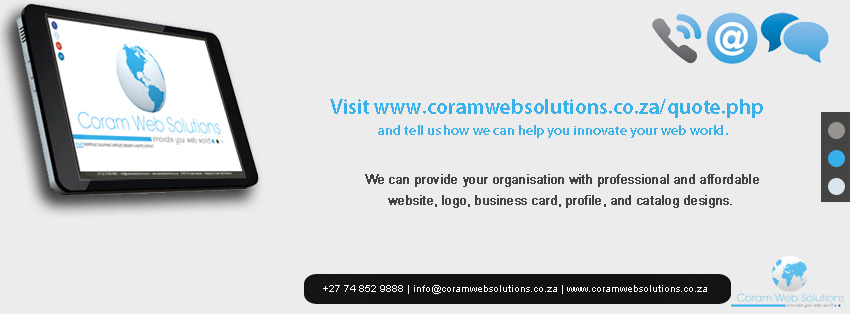 Coram Web Solutions
innovate you web world
Visit www.coramwebsolutions.co.za/quote.php
and tell us how we can help you innovate your web world.
We can provide your organisation with professional and affordable
website, logo, business card, profile, and catalog designs.
+27 74 852 9888 | info@coramwebsolutions.co.za | www.coramwebsolutions.co.za
Coram Web Solutions
innovate you web world